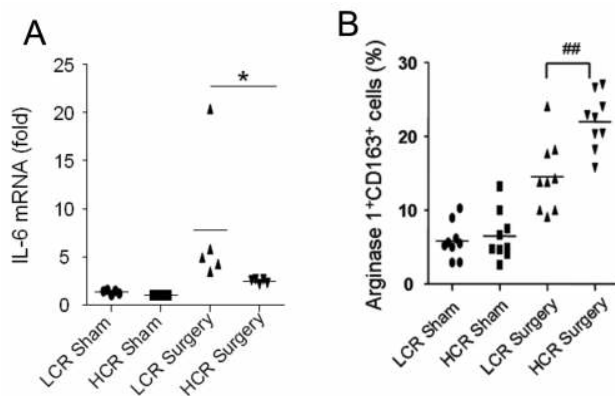 A
IL-6 mRNA (fold)
25
20
15
10
5
0
*
LCR Sham
HCR Sham
LCR Surgery
HCR Surgery
B
Arginase 1⁺CD163⁺ cells (%)
30
20
10
0
##
LCR Sham
HCR Sham
LCR Surgery
HCR Surgery